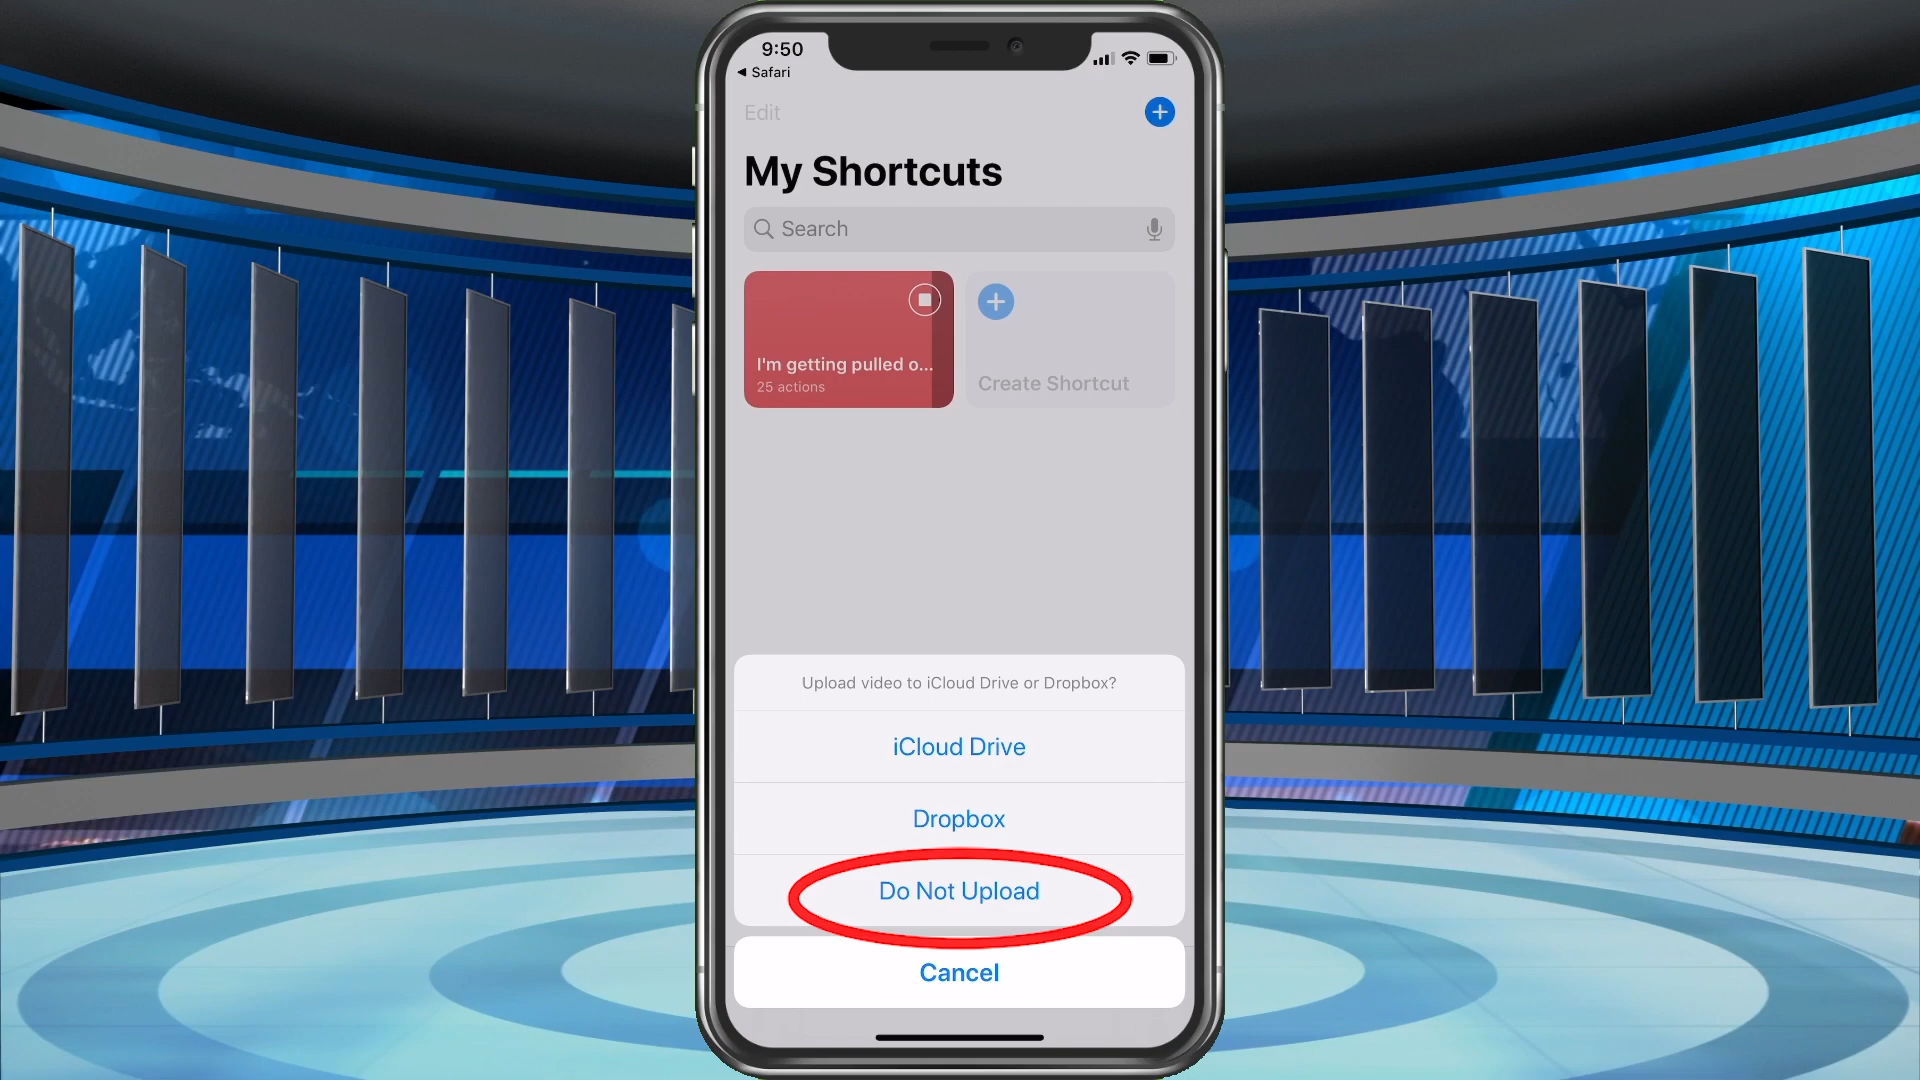 9:50
Safari
Edit
My Shortcuts
Search
I'm getting pulled o...
25 actions
Create Shortcut
Upload video to iCloud Drive or Dropbox?
iCloud Drive
Dropbox
Do Not Upload
Cancel